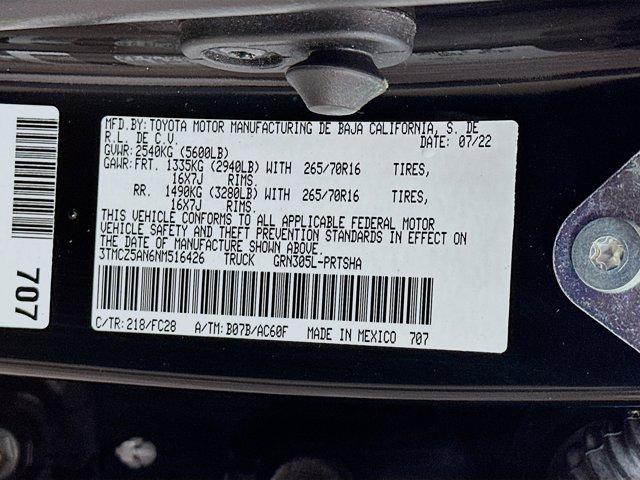 MFD.BY: TOYOTA MOTOR MANUFACTURING DE BAJA CALIFORNIA, S. DE
R.L. DE C.V. DATE: 07/22
GVWR: 2540KG (5600LB)
GAWR: FRT. 1335KG (2940LB) WITH 265/70R16 TIRES,
16X7J RIMS.
RR. 1490KG (3280LB) WITH 265/70R16 TIRES,
16X7J RIMS.
THIS VEHICLE CONFORMS TO ALL APPLICABLE FEDERAL MOTOR
VEHICLE SAFETY AND THEFT PREVENTION STANDARDS IN EFFECT ON
THE DATE OF MANUFACTURE SHOWN ABOVE.
3TMCZ5AN6NM516426 TRUCK GRN305L-PRTSHA
C/TR: 218/FC28 A/TM: B07B/AC60F MADE IN MEXICO 707
707